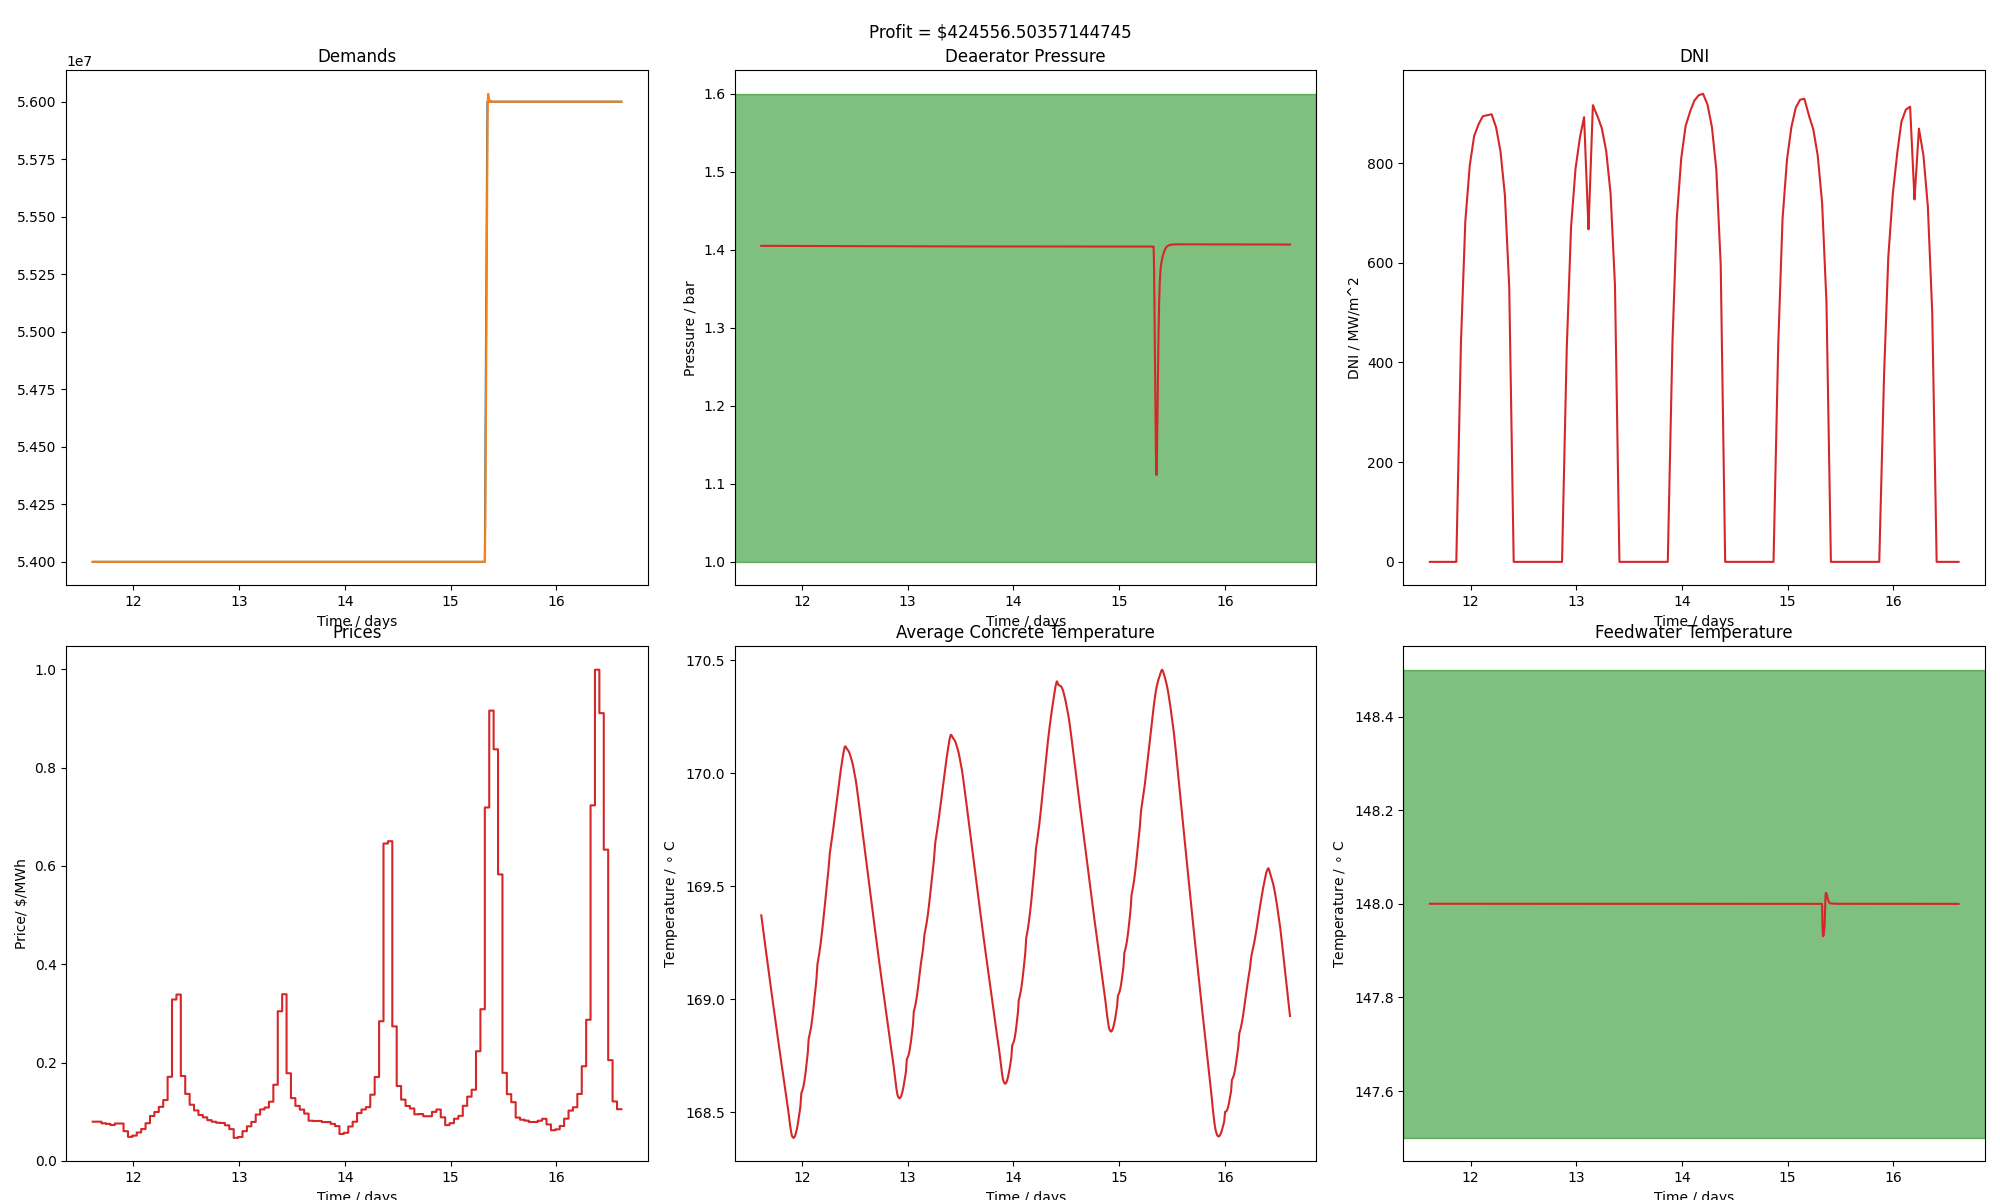 Profit = $424556.50357144745
Demands
1e7
5.600
5.575
5.550
5.525
5.500
5.475
5.450
5.425
5.400
12 13 14 15 16
Time / days
Deaerator Pressure
Pressure / bar
1.6
1.5
1.4
1.3
1.2
1.1
1.0
12 13 14 15 16
Time / days
DNI
DNI / MW/m^2
800
600
400
200
0
12 13 14 15 16
Time / days
Prices
Price/ $/MWh
1.0
0.8
0.6
0.4
0.2
0.0
12 13 14 15 16
Time / days
Average Concrete Temperature
Temperature / ∘ C
170.5
170.0
169.5
169.0
168.5
12 13 14 15 16
Time / days
Feedwater Temperature
Temperature / ∘ C
148.4
148.2
148.0
147.8
147.6
12 13 14 15 16
Time / days